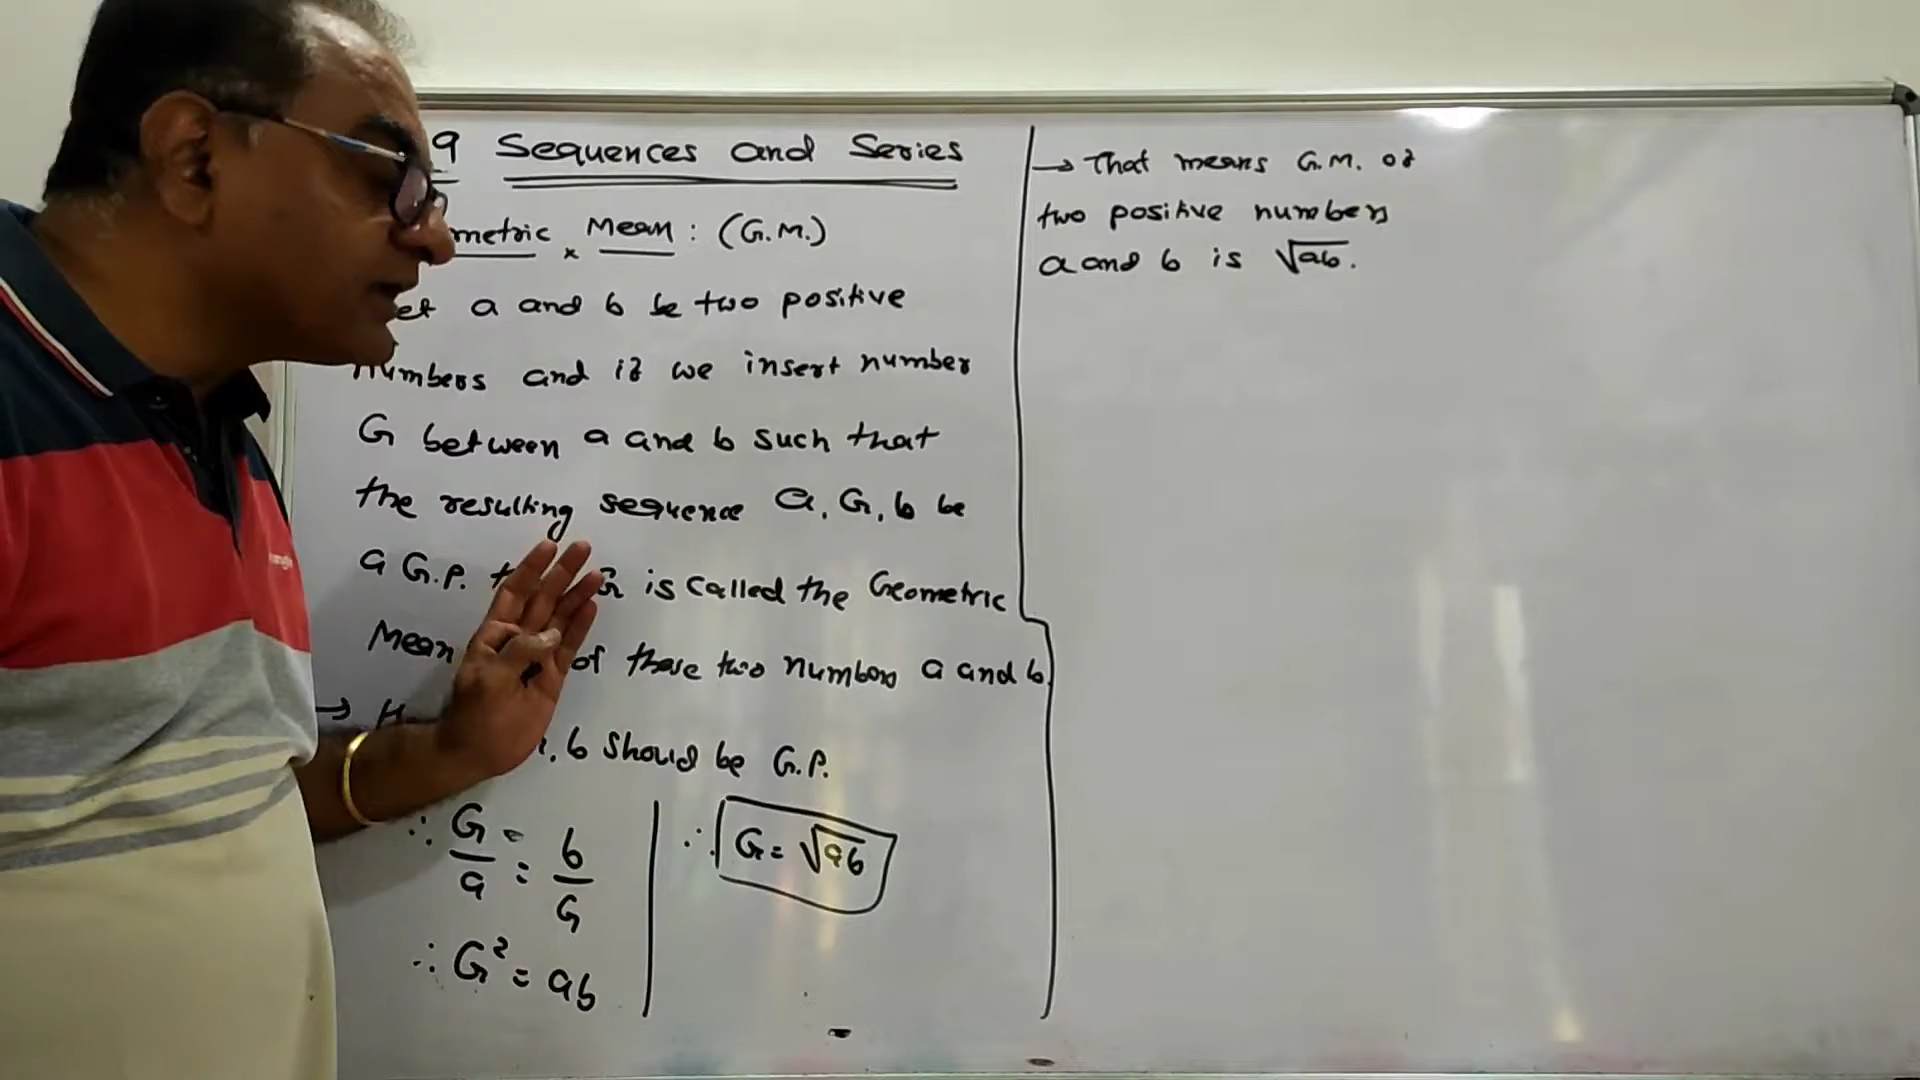 9 Sequences and Series
metric Mean : (G.M.)
et a and b be two positive
numbers and if we insert number
G between a and b such that
the resulting sequence a, G, b be
a G.P. G is called the Geometric
Mean of these two numbers a and b.
→
, b should be G.P.
∴ G/a = b/G
∴ G² = ab
∴ G = √ab
→ That means G.M. of
two positive numbers
a and b is √ab.